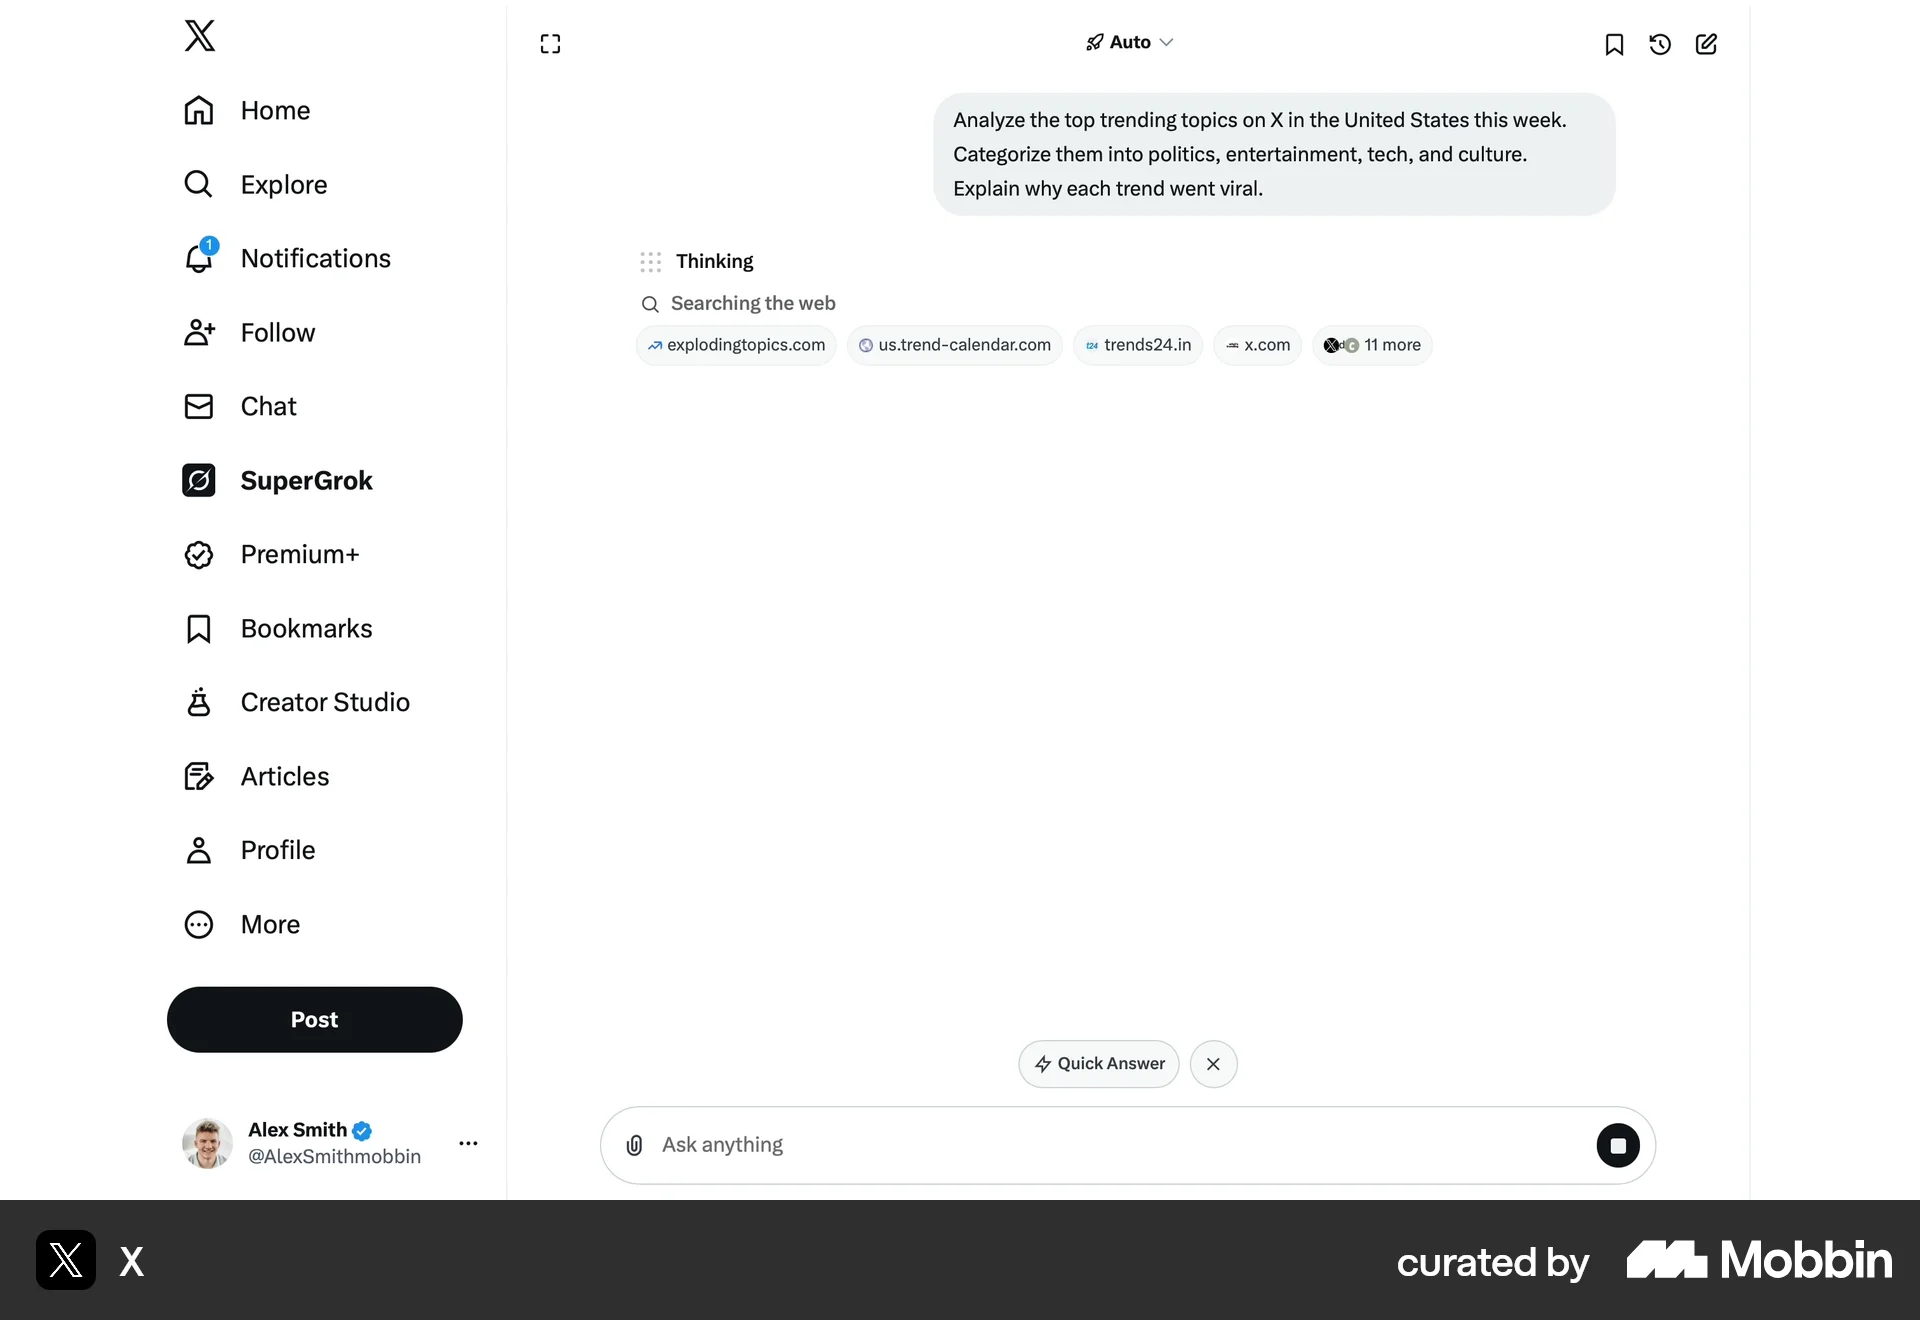 Home
Explore
1
Notifications
Follow
Chat
SuperGrok
Premium+
Bookmarks
Creator Studio
Articles
Profile
More
Post
Alex Smith
@AlexSmithmobbin
Auto
Analyze the top trending topics on X in the United States this week.
Categorize them into politics, entertainment, tech, and culture.
Explain why each trend went viral.
Thinking
Searching the web
explodingtopics.com
us.trend-calendar.com
t24 trends24.in
x.com
11 more
Quick Answer
Ask anything
X
curated by Mobbin